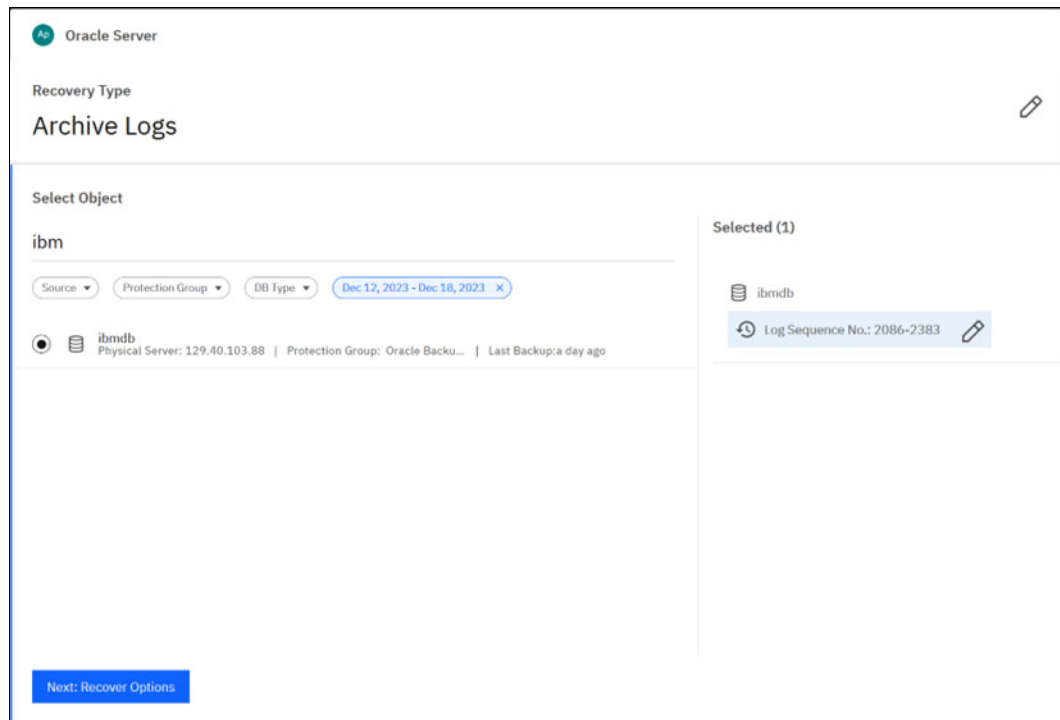 Ap Oracle Server
Recovery Type
Archive Logs
Select Object
ibm
Source Protection Group DB Type Dec 12, 2023 - Dec 18, 2023 ×
ibmdb
Physical Server: 129.40.103.88 | Protection Group: Oracle Backu... | Last Backup:a day ago
Selected (1)
ibmdb
Log Sequence No.: 2086-2383
Next: Recover Options